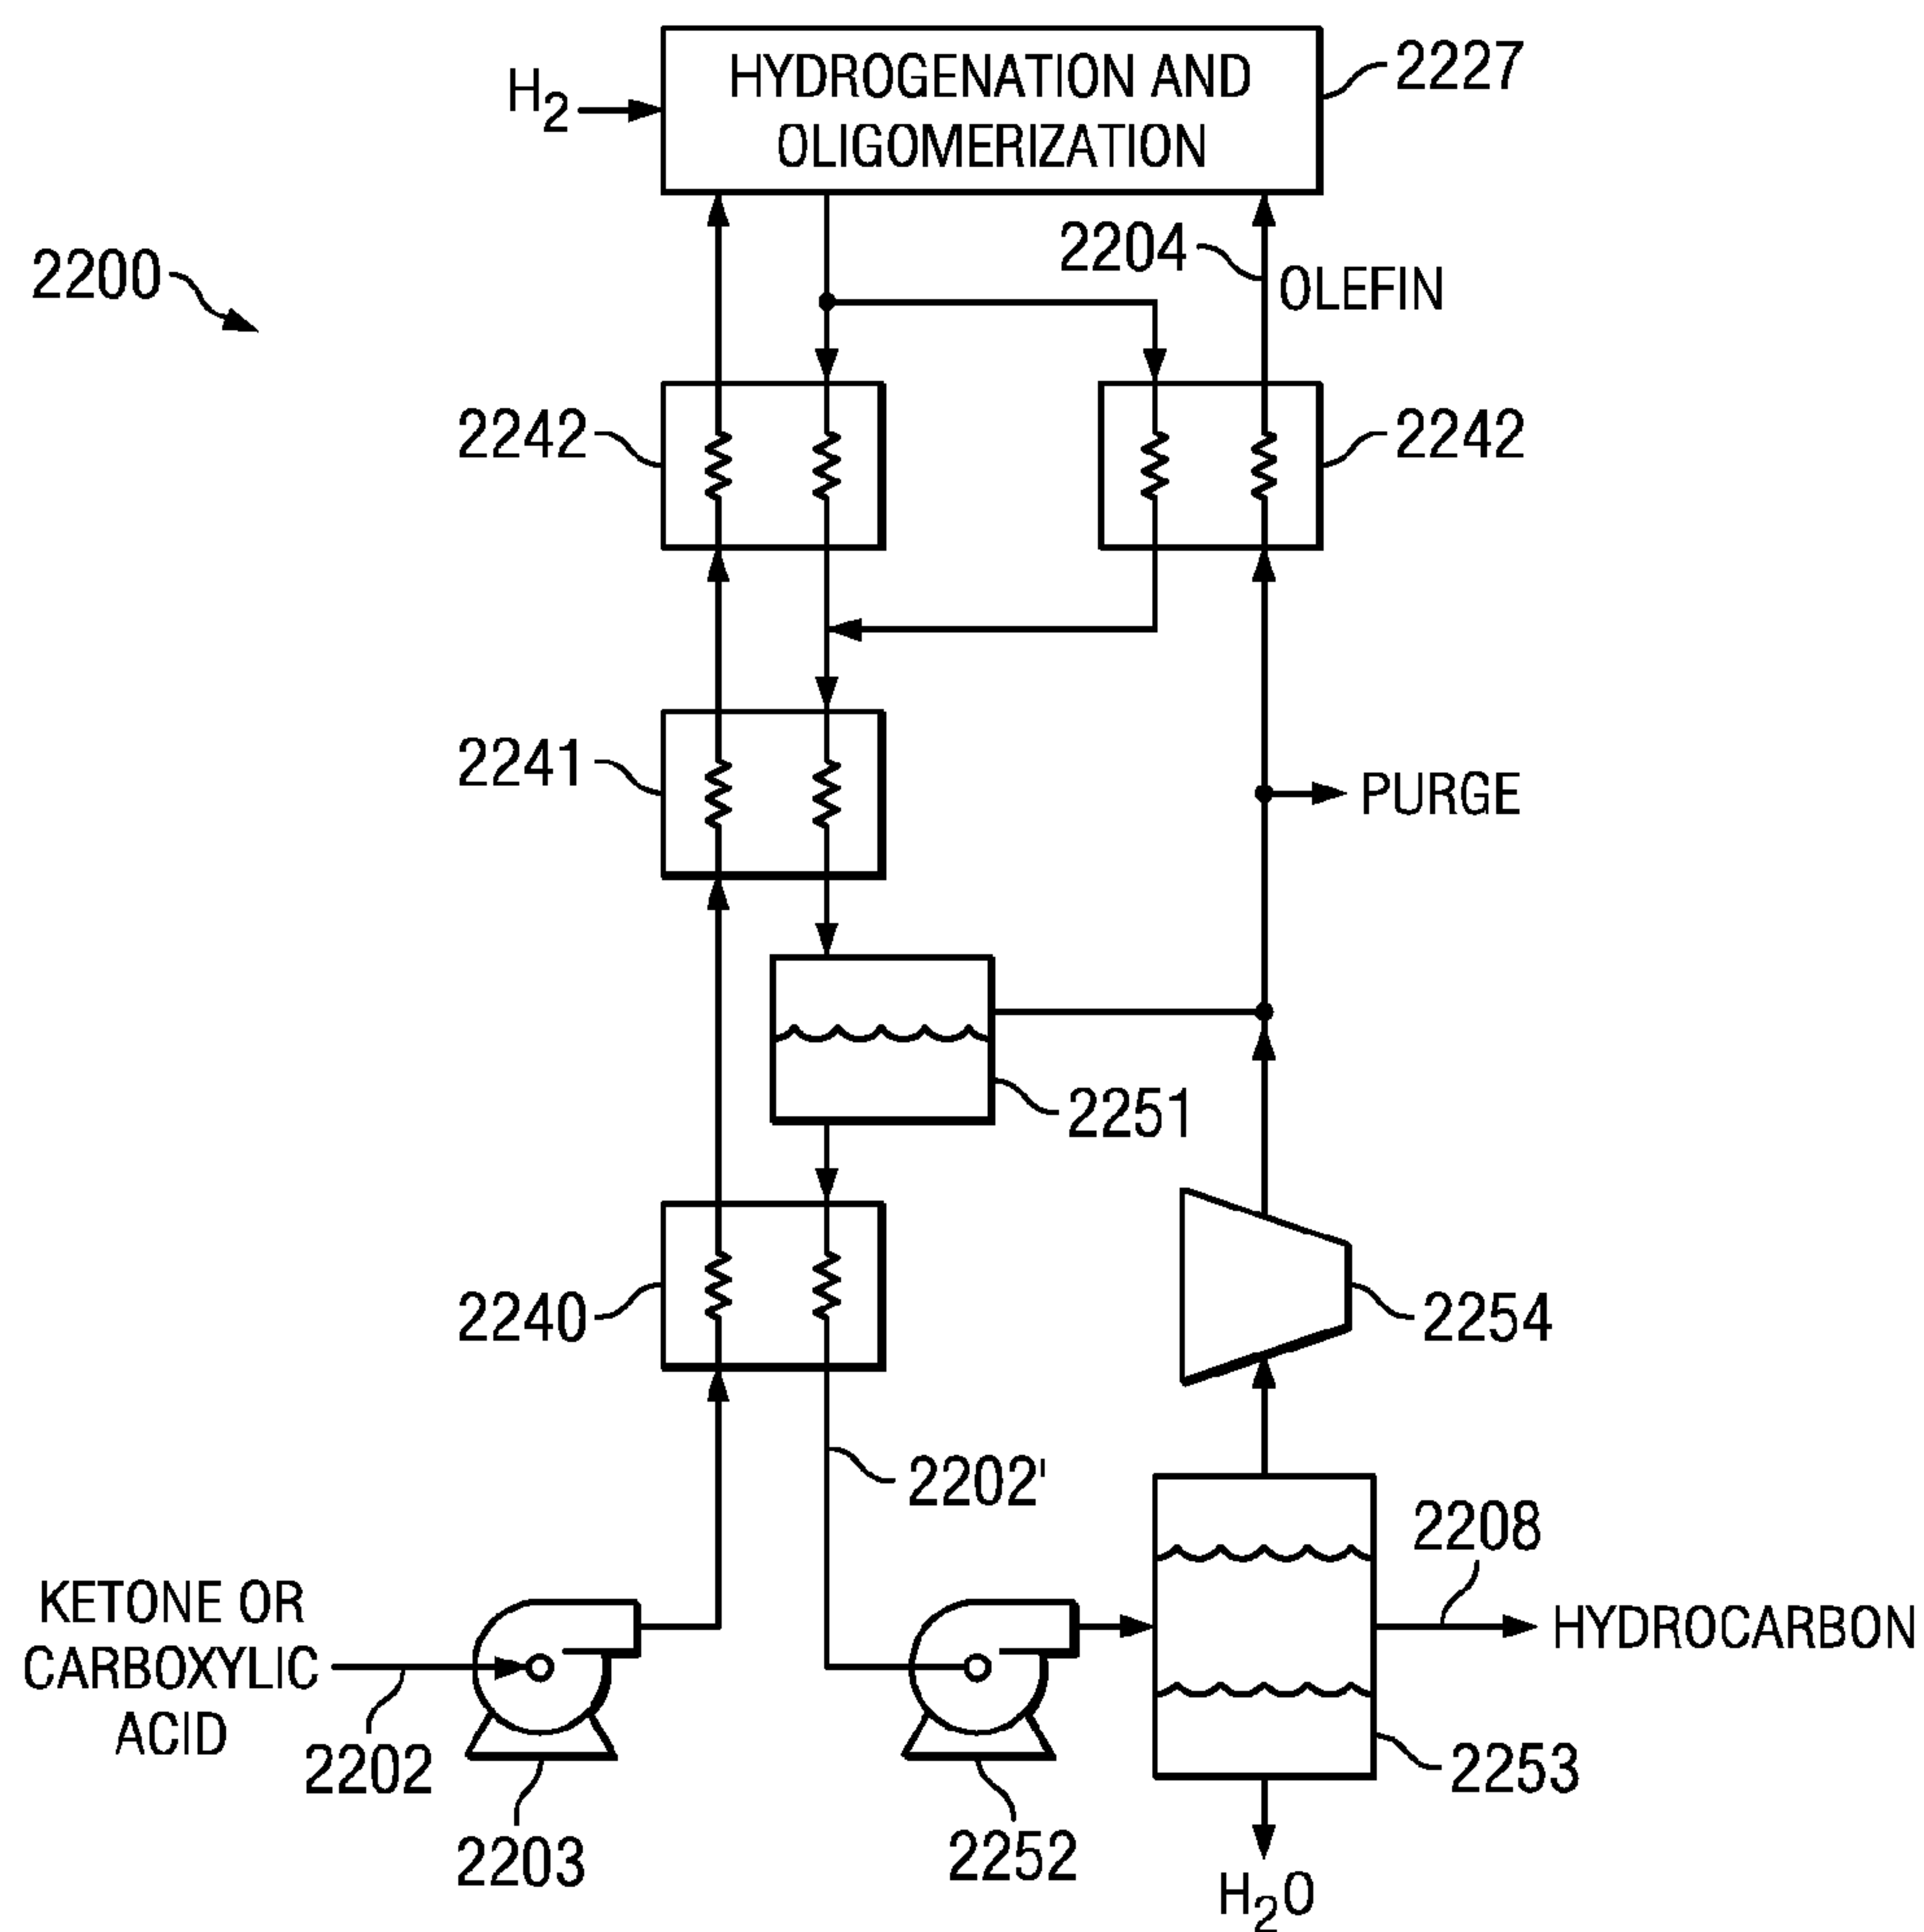 HYDROGENATION AND
OLIGOMERIZATION
2227
H2
2204
OLEFIN
2200
2242
2242
2241
PURGE
2251
2240
2254
2202'
2208
KETONE OR
CARBOXYLIC
ACID
HYDROCARBON
2202
2253
2203
2252
H2O